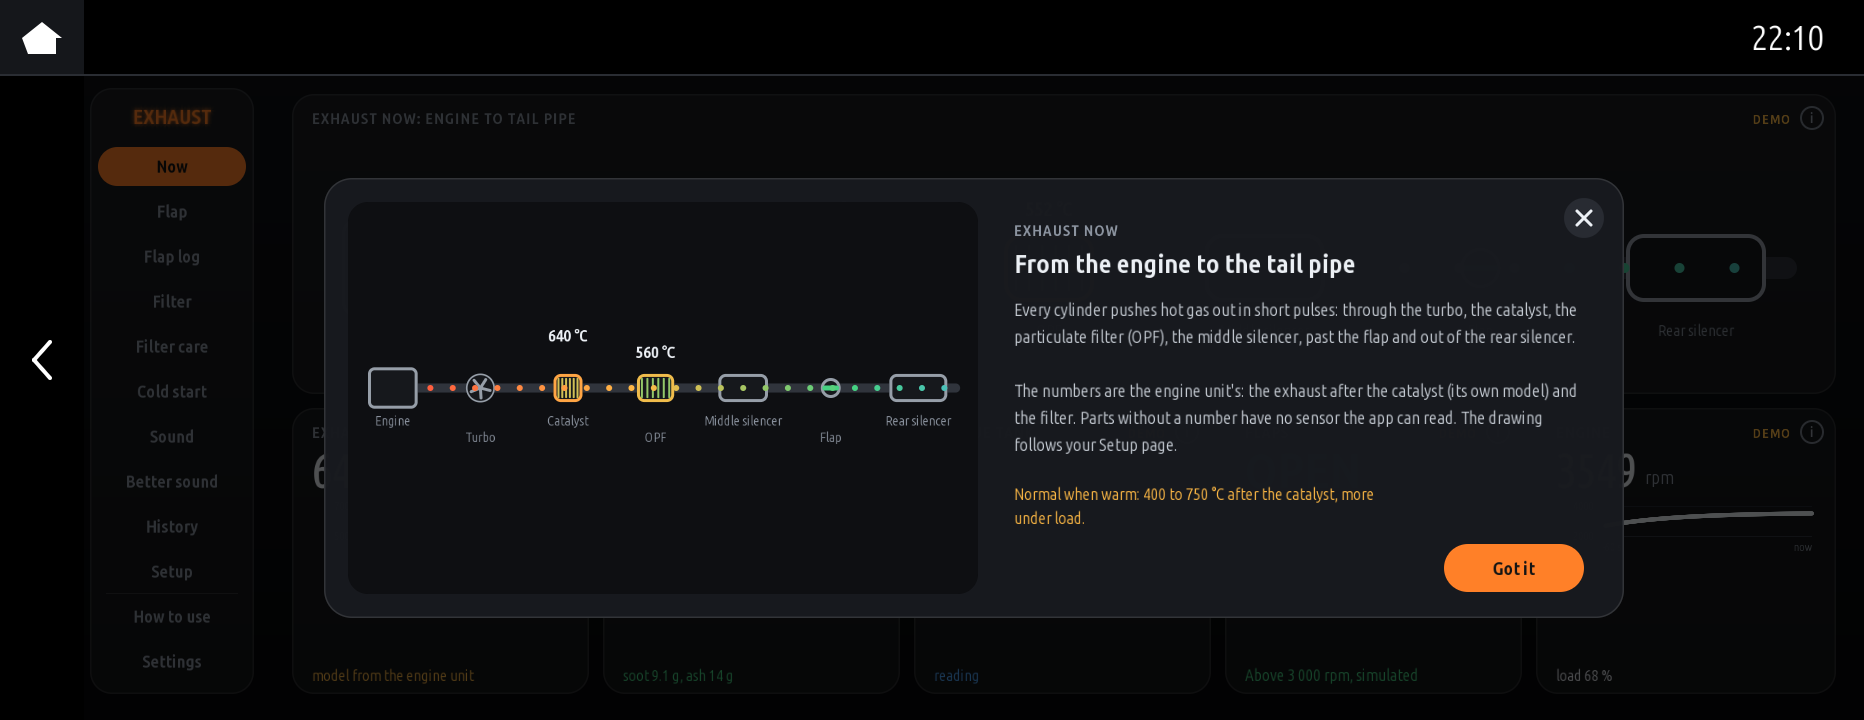 22:10
EXHAUST
Now
Flap
Flap log
Filter
Filter care
Cold start
Sound
Better sound
History
Setup
How to use
Settings
EXHAUST NOW: ENGINE TO TAIL PIPE
DEMO
Rear silencer
640 °C
560 °C
Engine
Turbo
Catalyst
OPF
Middle silencer
Flap
Rear silencer
EXHAUST NOW
From the engine to the tail pipe
Every cylinder pushes hot gas out in short pulses: through the turbo, the catalyst, the
particulate filter (OPF), the middle silencer, past the flap and out of the rear silencer.
The numbers are the engine unit's: the exhaust after the catalyst (its own model) and
the filter. Parts without a number have no sensor the app can read. The drawing
follows your Setup page.
Normal when warm: 400 to 750 °C after the catalyst, more
under load.
Got it
DEMO
3549 rpm
now
model from the engine unit
soot 9.1 g, ash 14 g
reading
Above 3 000 rpm, simulated
load 68 %